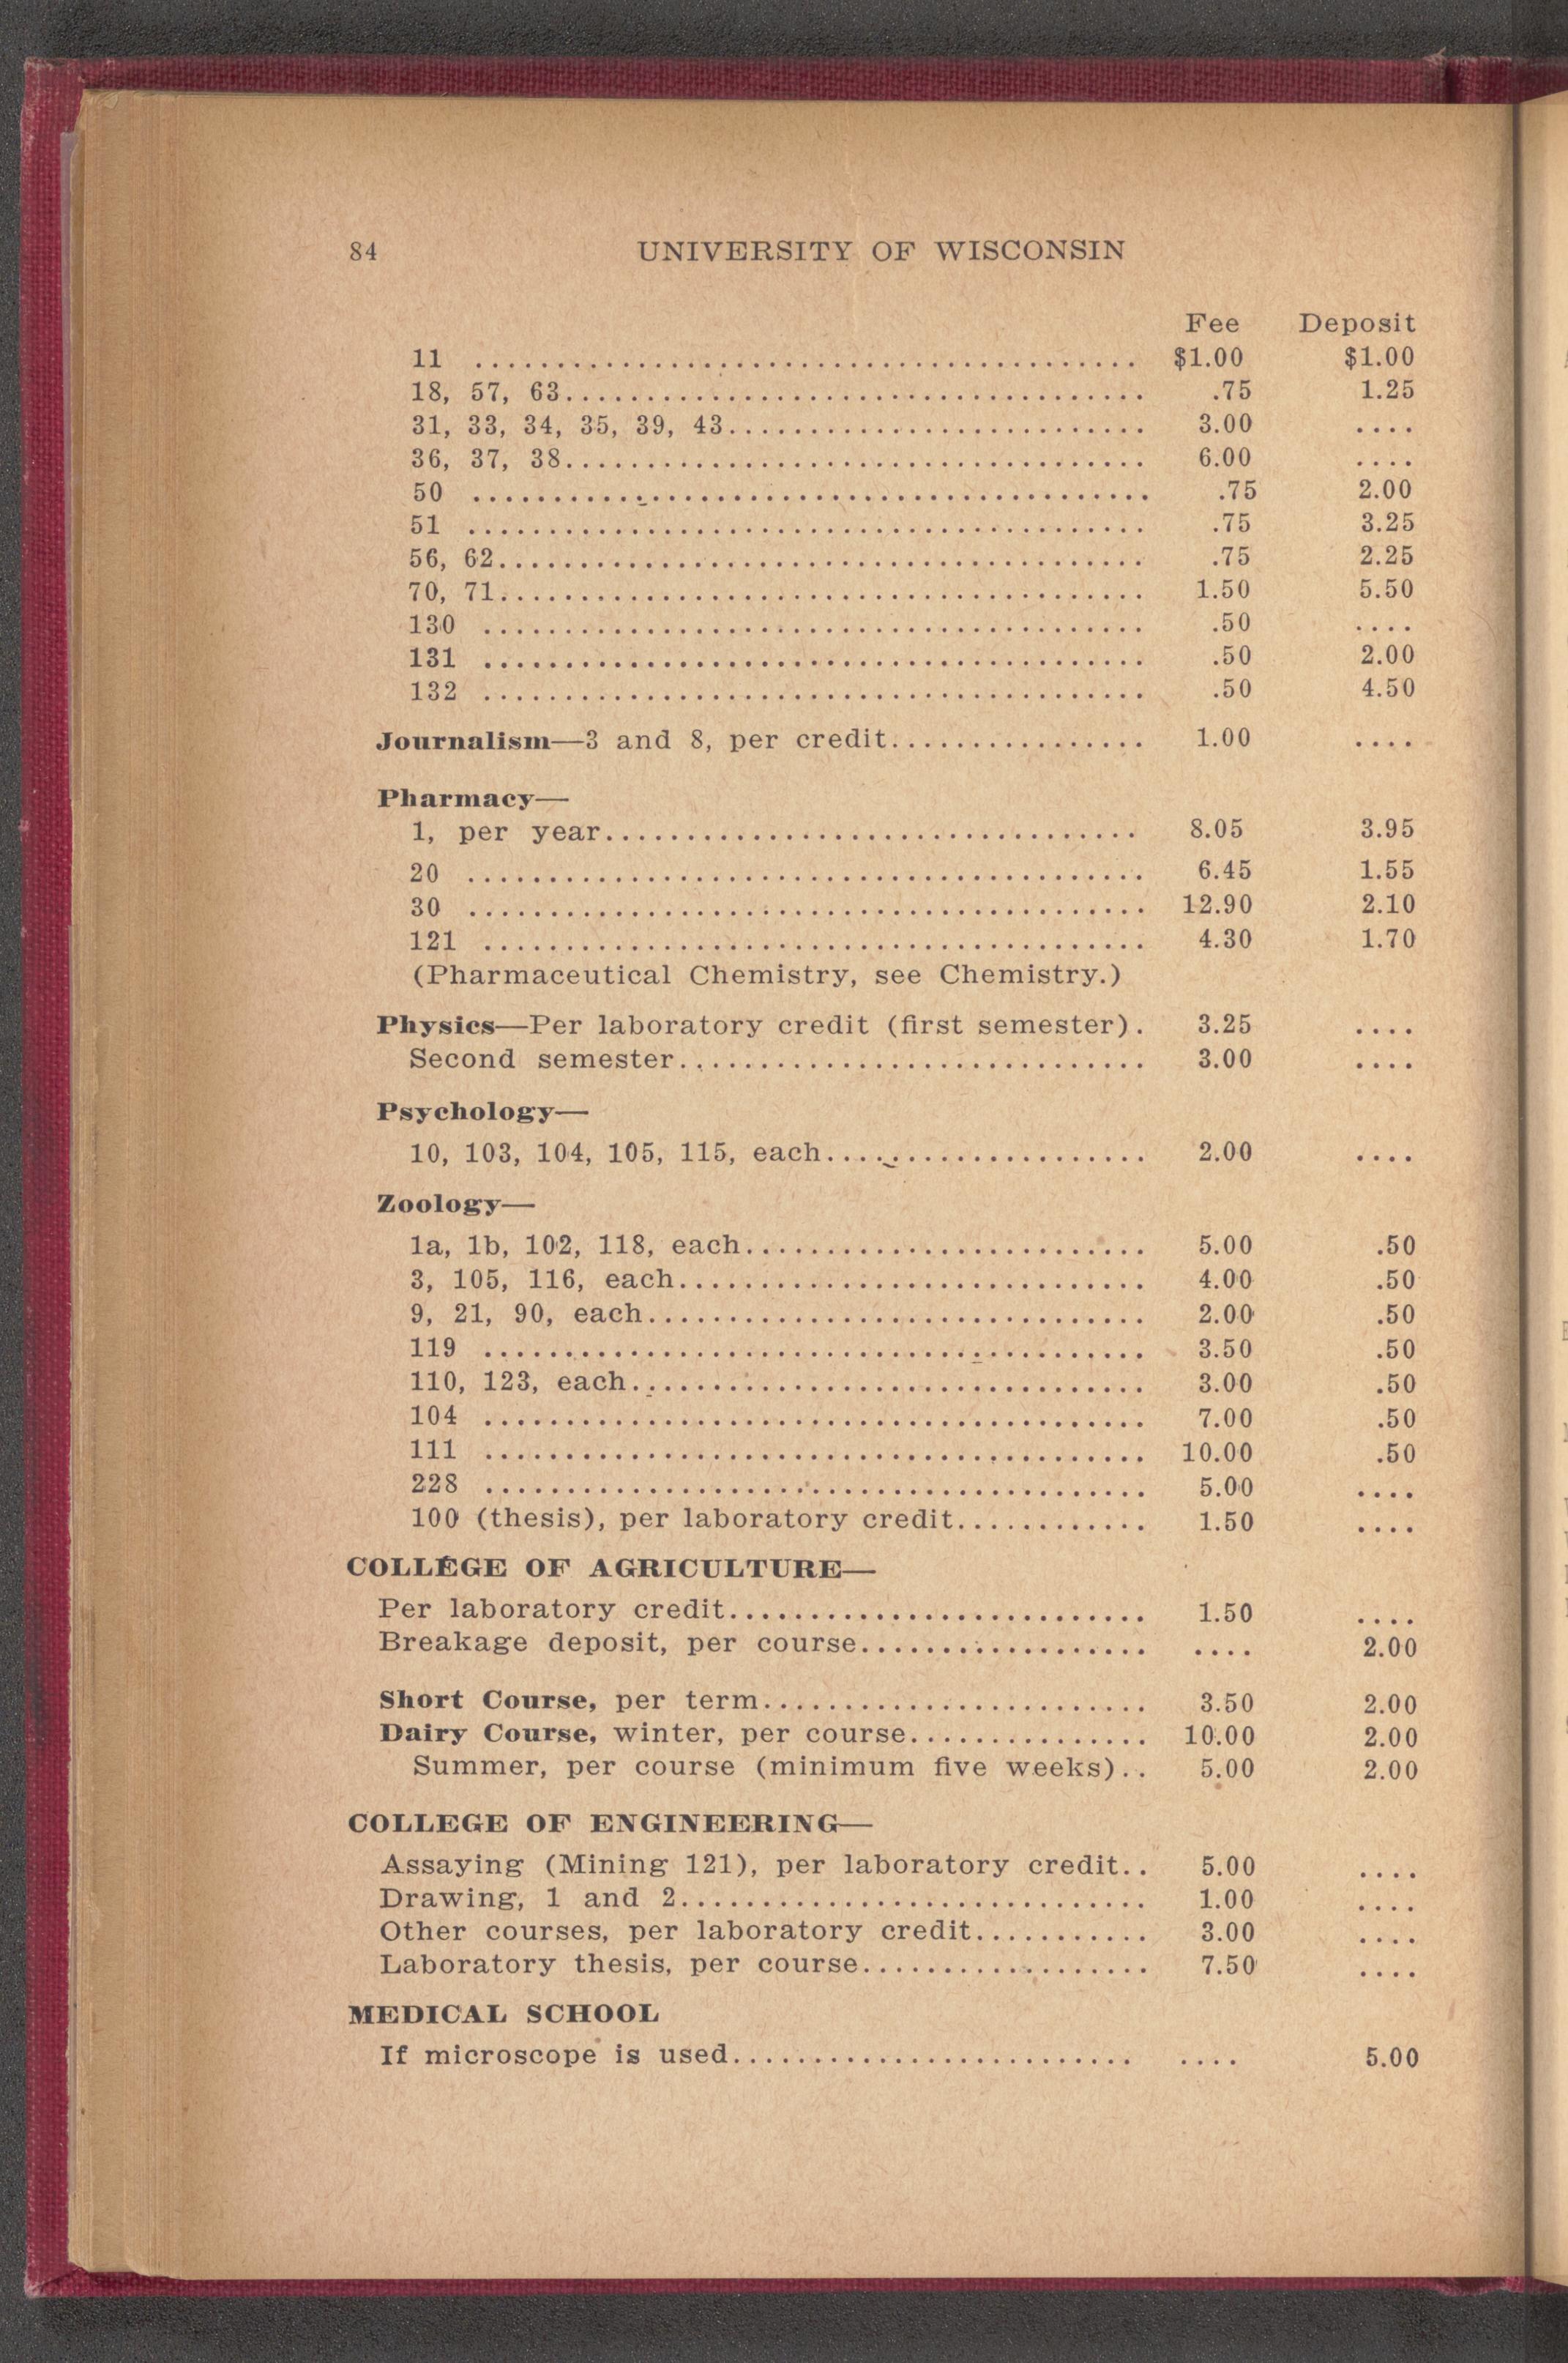 84 UNIVERSITY OF WISCONSIN
Fee Deposit
11 ........................................ $1.00 $1.00
18, 57, 63.................................... .75 1.25
31, 33, 34, 35, 39, 43.......................... 3.00 ....
36, 37, 38.................................... 6.00 ....
50 .......................................... .75 2.00
51 .......................................... .75 3.25
56, 62........................................ .75 2.25
70, 71........................................ 1.50 5.50
130 ......................................... .50 ....
131 ......................................... .50 2.00
132 ......................................... .50 4.50
Journalism—3 and 8, per credit................ 1.00 ....
Pharmacy—
1, per year................................. 8.05 3.95
20 .......................................... 6.45 1.55
30 .......................................... 12.90 2.10
121 ......................................... 4.30 1.70
(Pharmaceutical Chemistry, see Chemistry.)
Physics—Per laboratory credit (first semester). 3.25 ....
Second semester............................. 3.00 ....
Psychology—
10, 103, 104, 105, 115, each.................... 2.00 ....
Zoology—
1a, 1b, 102, 118, each......................... 5.00 .50
3, 105, 116, each............................. 4.00 .50
9, 21, 90, each............................... 2.00 .50
119 ......................................... 3.50 .50
110, 123, each................................ 3.00 .50
104 ......................................... 7.00 .50
111 ......................................... 10.00 .50
228 ......................................... 5.00 ....
100 (thesis), per laboratory credit............ 1.50 ....
COLLEGE OF AGRICULTURE—
Per laboratory credit.......................... 1.50 ....
Breakage deposit, per course.................. .... 2.00
Short Course, per term........................ 3.50 2.00
Dairy Course, winter, per course............... 10.00 2.00
Summer, per course (minimum five weeks).. 5.00 2.00
COLLEGE OF ENGINEERING—
Assaying (Mining 121), per laboratory credit.. 5.00 ....
Drawing, 1 and 2............................. 1.00 ....
Other courses, per laboratory credit........... 3.00 ....
Laboratory thesis, per course.................. 7.50 ....
MEDICAL SCHOOL
If microscope is used......................... .... 5.00